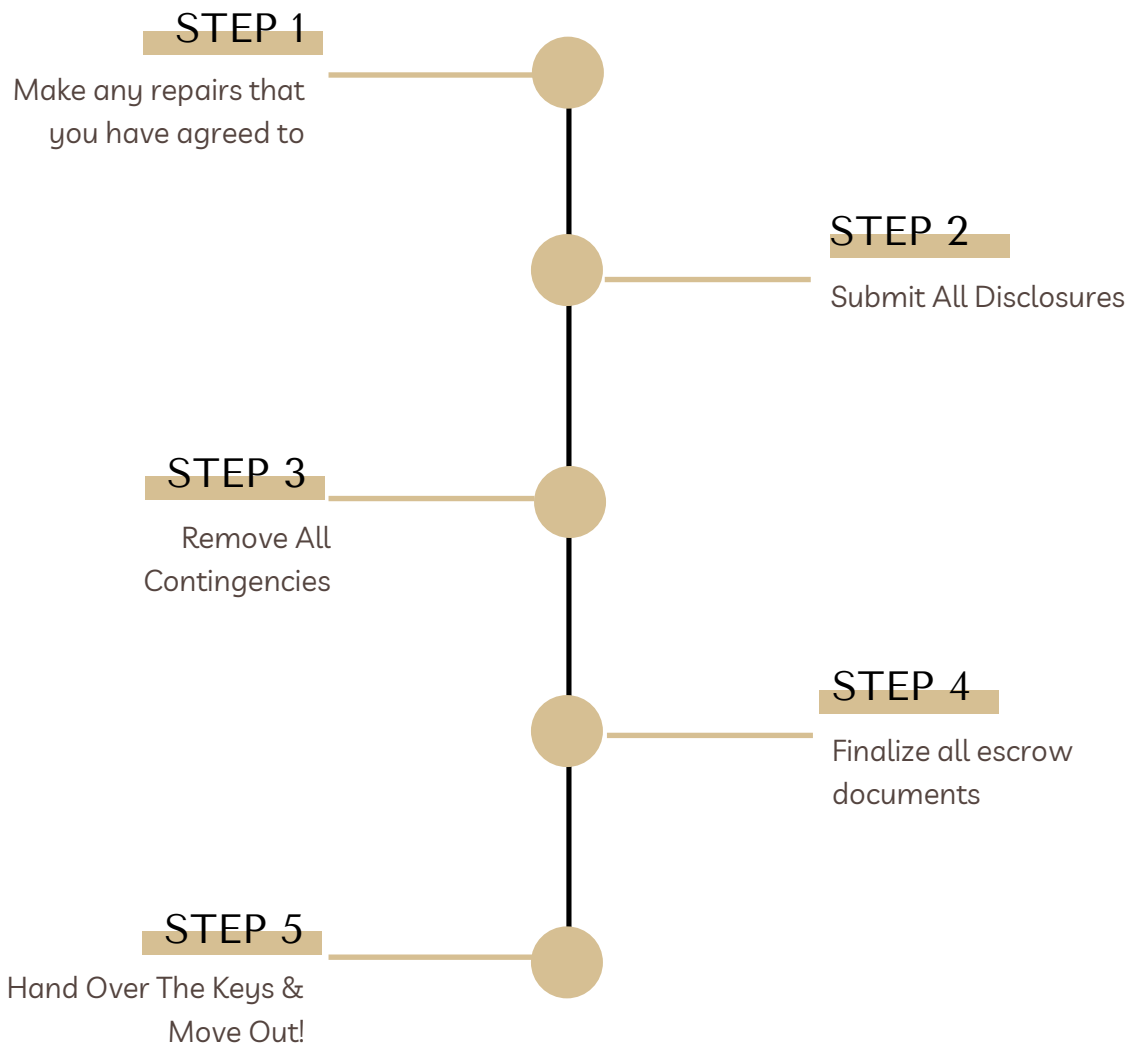 STEP 1
Make any repairs that
you have agreed to
STEP 2
Submit All Disclosures
STEP 3
Remove All
Contingencies
STEP 4
Finalize all escrow
documents
STEP 5
Hand Over The Keys &
Move Out!